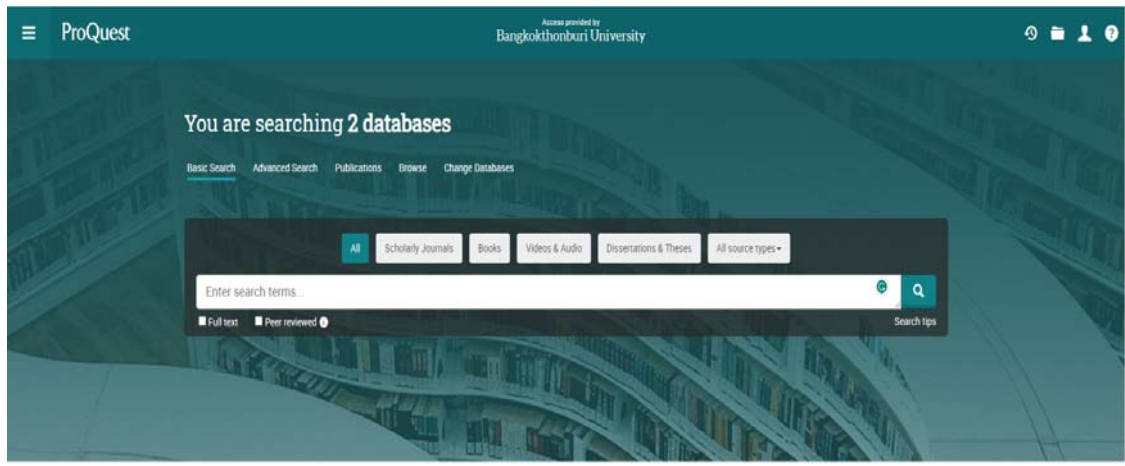 ProQuest
Access provided by
Bangkokthonburi University
You are searching 2 databases
Basic Search Advanced Search Publications Browse Change Databases
All Scholarly Journals Books Videos & Audio Dissertations & Theses All source types
Enter search terms...
Full text Peer reviewed
Search tips